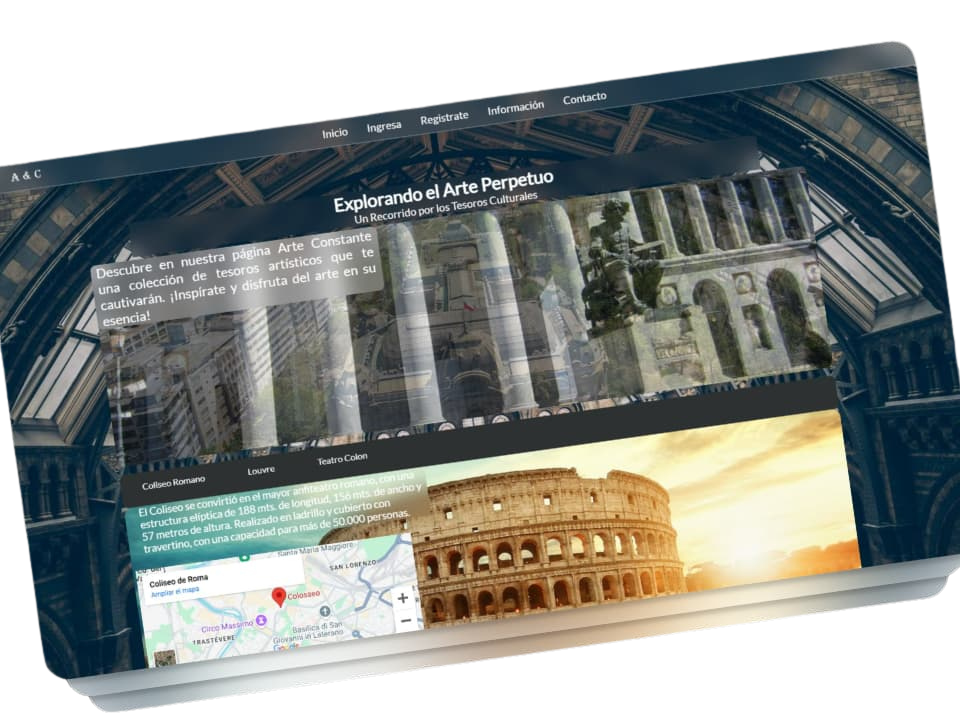 Inicio
Ingresa
Registrate
Información
Contacto
A & C
Explorando el Arte Perpetuo
Un Recorrido por los Tesoros Culturales
Descubre en nuestra página Arte Constante
una colección de tesoros artísticos que te
cautivarán. ¡Inspírate y disfruta del arte en su
esencia!
Coliseo Romano
Louvre
Teatro Colon
El Coliseo se convirtió en el mayor anfiteatro romano, con una
estructura elíptica de 188 mts. de longitud, 156 mts. de ancho y
57 metros de altura. Realizado en ladrillo y cubierto con
travertino, con una capacidad para más de 50.000 personas.
Santa Maria Maggiore
SAN LORENZO
Coliseo de Roma
Ampliar el mapa
Colosseo
+
−
Circo Massimo
TRASTEVERE
Basilica di San
Giovanni in Laterano
Google